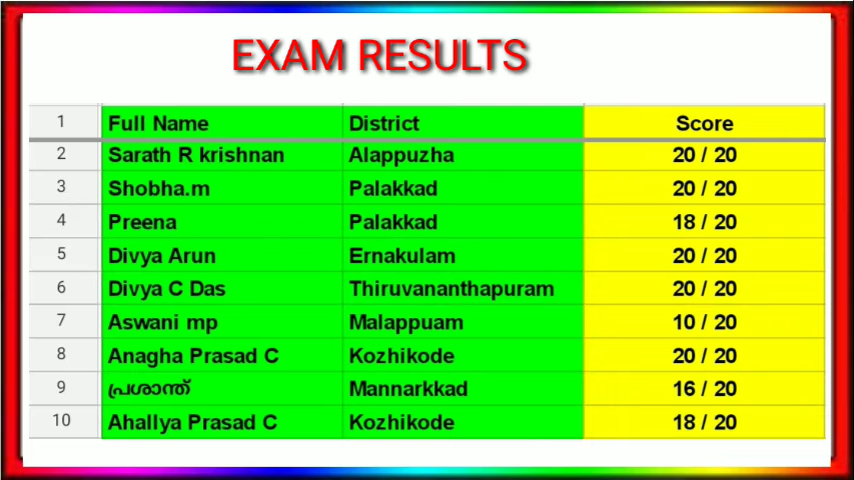 EXAM RESULTS
1 Full Name District Score
2 Sarath R krishnan Alappuzha 20 / 20
3 Shobha.m Palakkad 20 / 20
4 Preena Palakkad 18 / 20
5 Divya Arun Ernakulam 20 / 20
6 Divya C Das Thiruvananthapuram 20 / 20
7 Aswani mp Malappuam 10 / 20
8 Anagha Prasad C Kozhikode 20 / 20
9 പ്രശാന്ത് Mannarkkad 16 / 20
10 Ahallya Prasad C Kozhikode 18 / 20